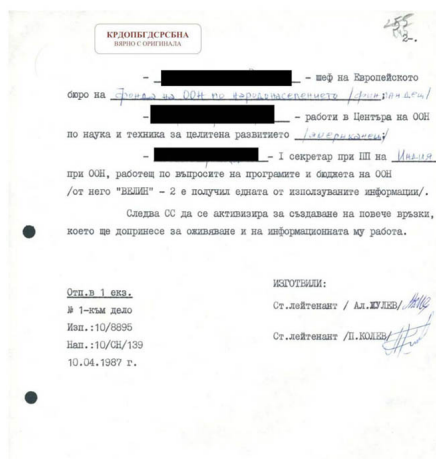 КРДОПБГДСРСБНА
ВЯРНО С ОРИГИНАЛА
- – шеф на Европейското
бюро на Фонда на ООН по народонаселението /финландец/
- – работи в Центъра на ООН
по наука и техника за целите на развитието /американец/
- – I секретар при ПП на Индия
при ООН, работещ по въпросите на програмите и бюджета на ООН
/от него "ВЕЛИН" – 2 е получил едната от използуваните информации/.
Следва СС да се активизира за създаване на повече връзки,
което ще допринесе за оживяване и на информационната му работа.
Отп.в 1 екз.
№ 1-към дело
Изп.:10/8895
Нап.:10/СН/139
10.04.1987 г.
ИЗГОТВИЛИ:
Ст.лейтенант / Ал.ЖУЛЕВ/
Ст.лейтенант /П.КОЛЕВ/